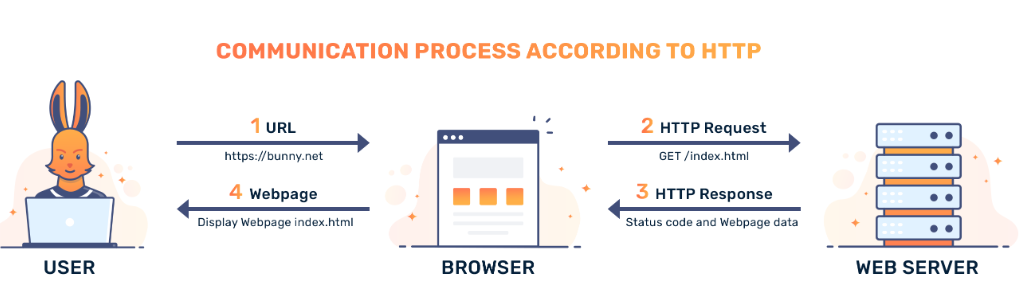 COMMUNICATION PROCESS ACCORDING TO HTTP
1 URL
https://bunny.net
2 HTTP Request
GET /index.html
4 Webpage
Display Webpage index.html
3 HTTP Response
Status code and Webpage data
USER
BROWSER
WEB SERVER